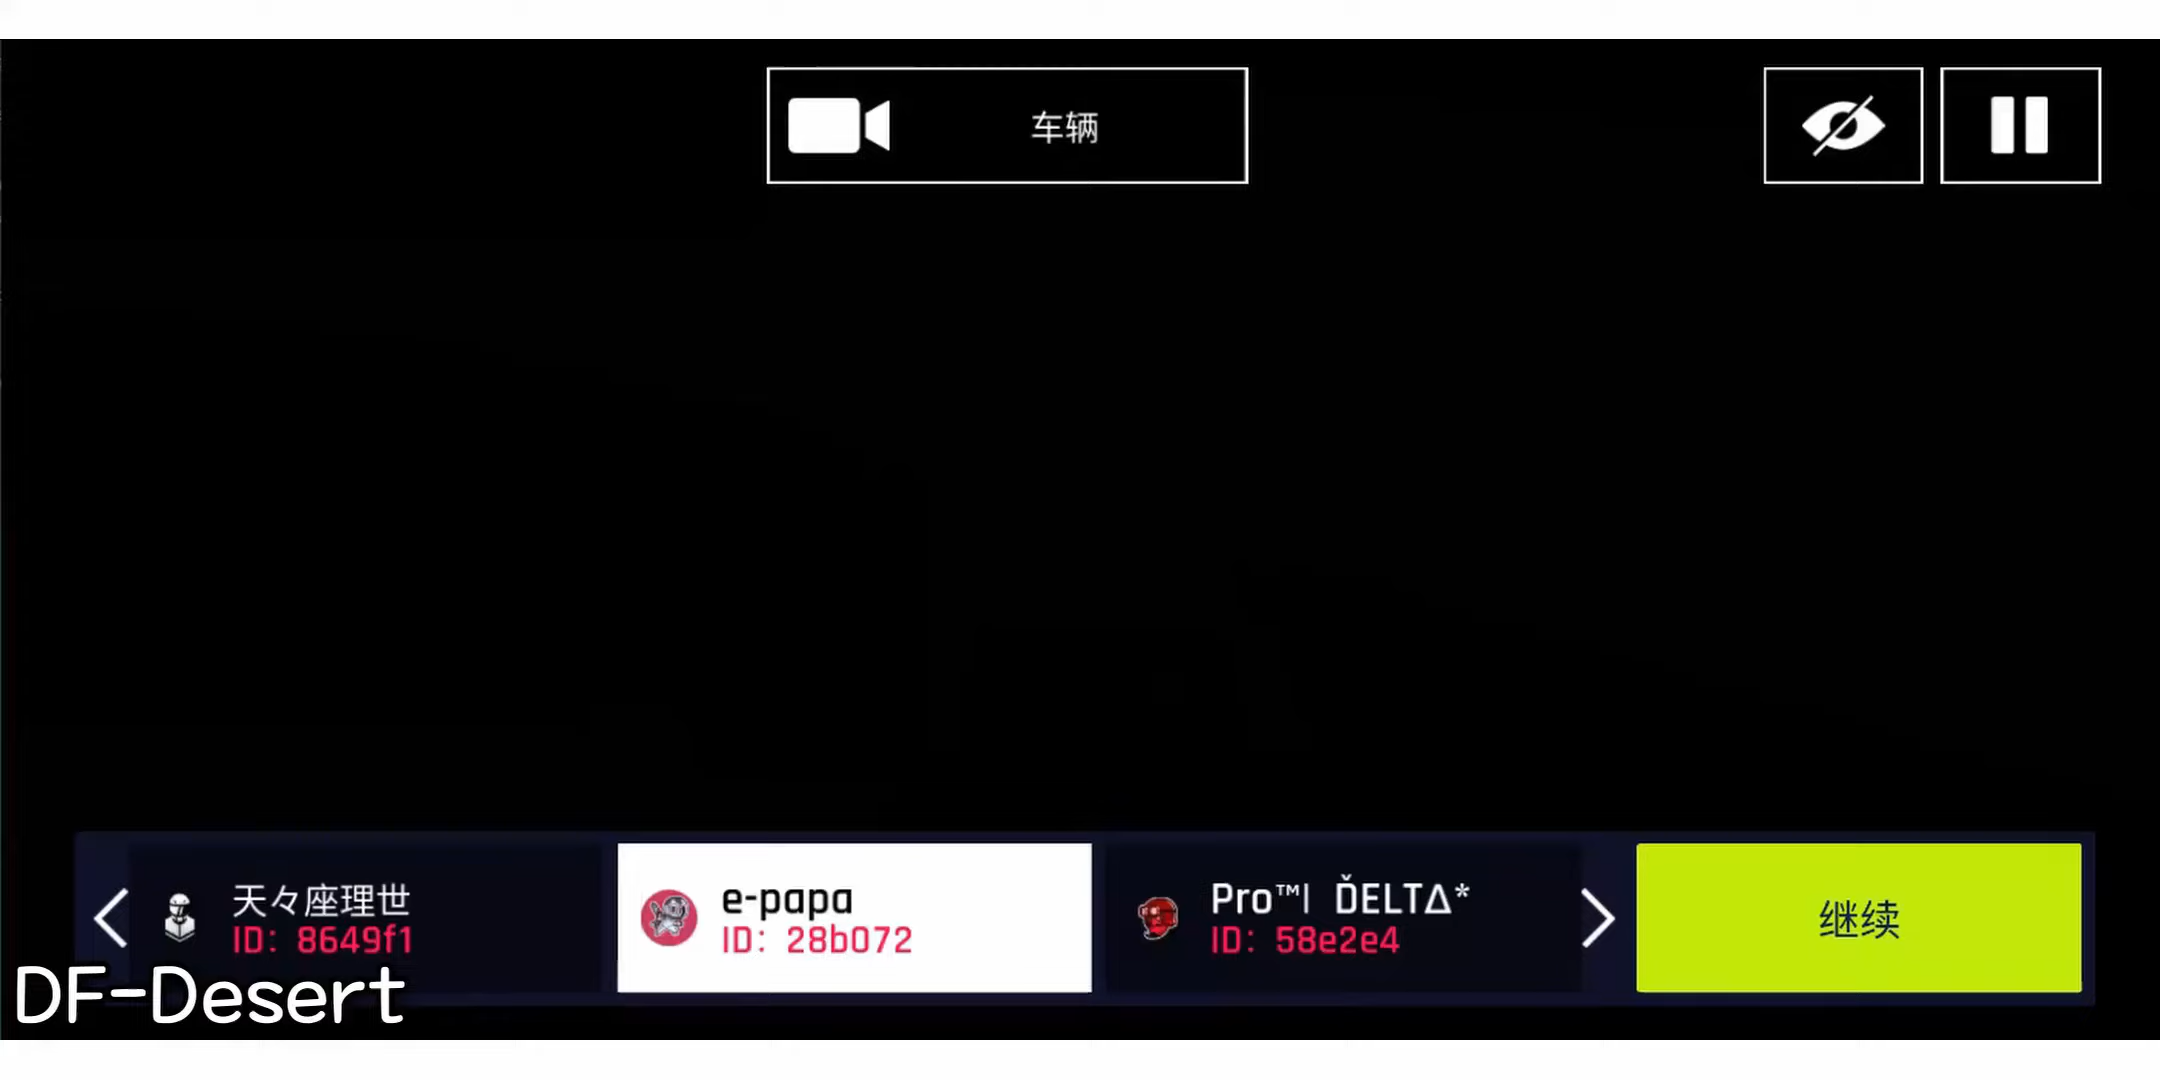 车辆
天々座理世
ID: 8649f1
e-papa
ID: 28b072
Pro™| ĎELTΔ*
ID: 58e2e4
继续
DF-Desert